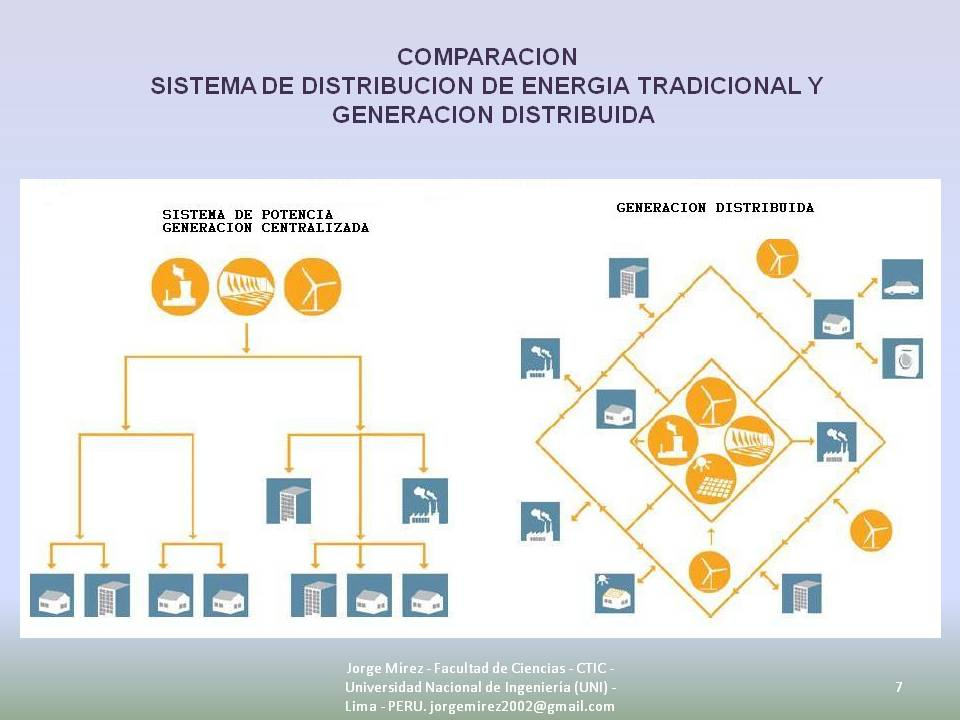 COMPARACION
SISTEMA DE DISTRIBUCION DE ENERGIA TRADICIONAL Y
GENERACION DISTRIBUIDA
SISTEMA DE POTENCIA
GENERACION CENTRALIZADA
GENERACION DISTRIBUIDA
Jorge Mirez - Facultad de Ciencias - CTIC -
Universidad Nacional de Ingenieria (UNI) -
Lima - PERU. jorgemirez2002@gmail.com
7